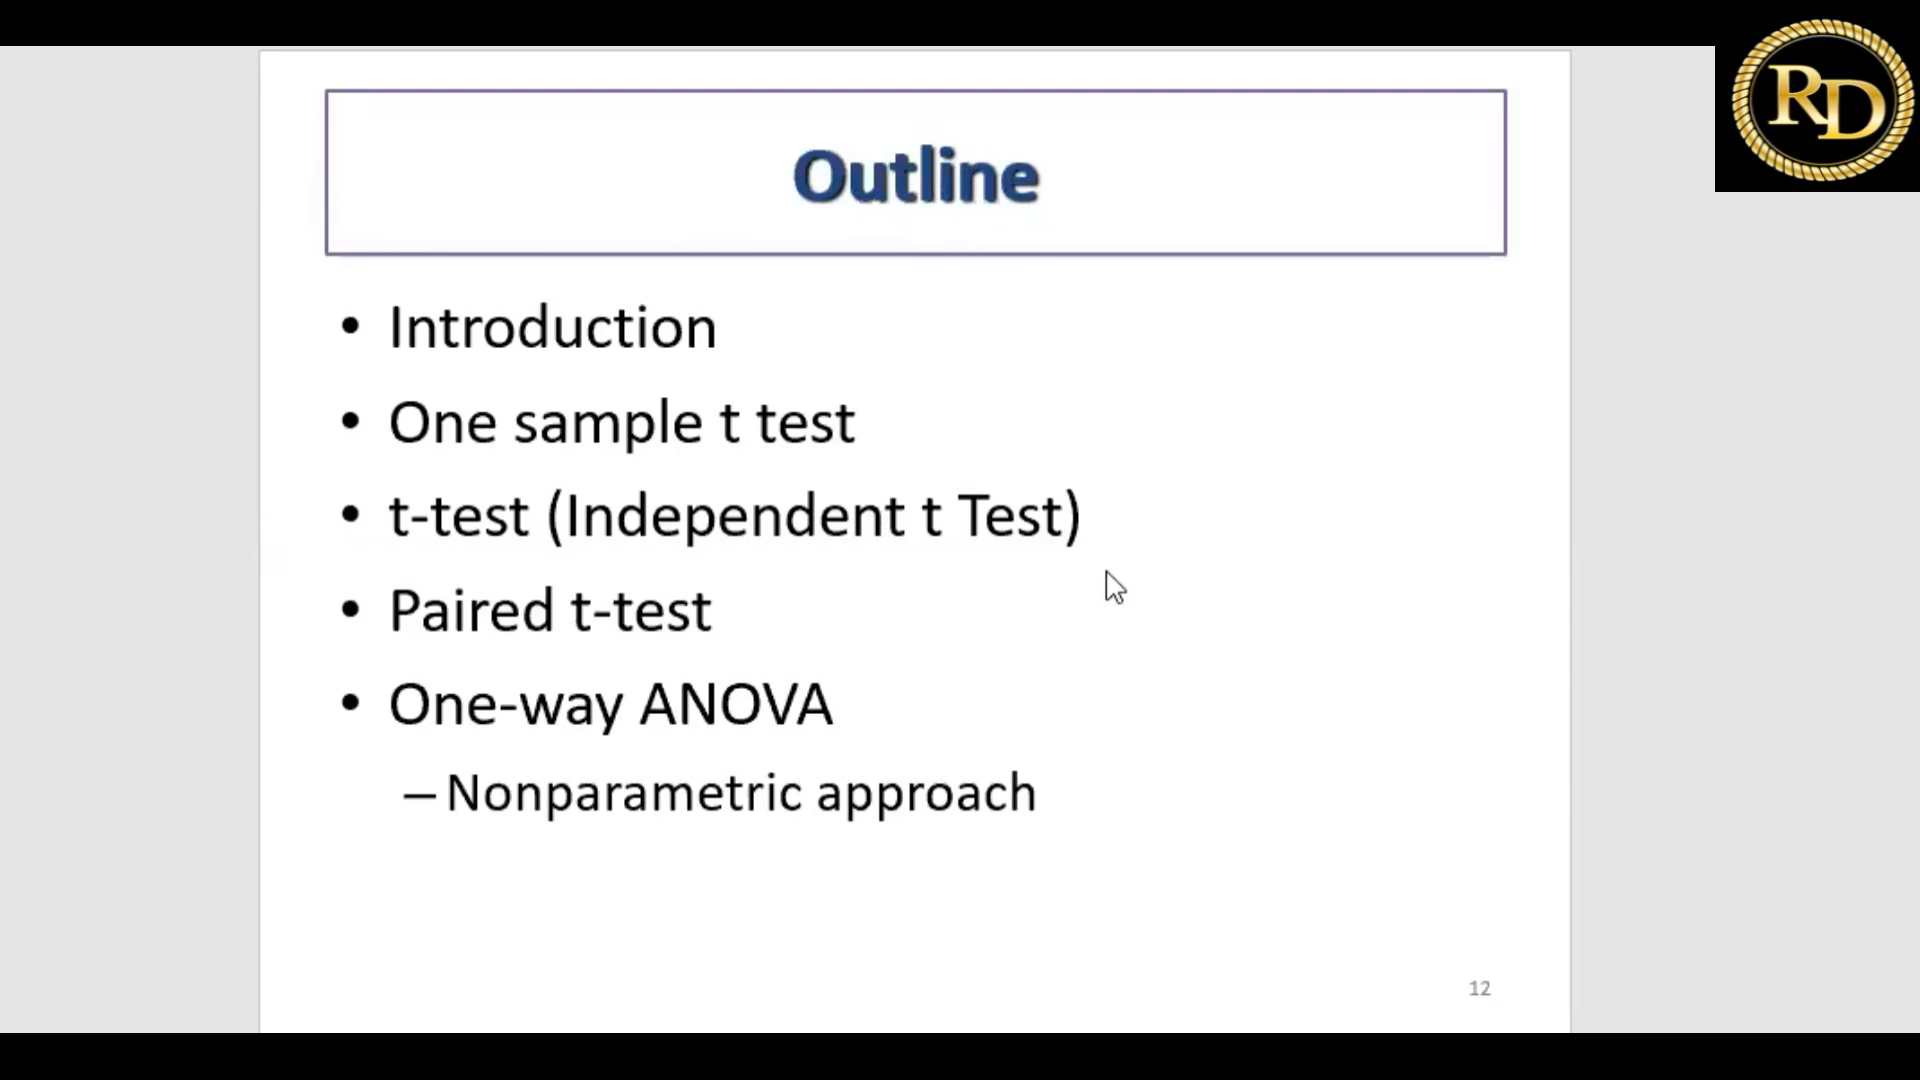 RD
Outline
• Introduction
• One sample t test
• t-test (Independent t Test)
• Paired t-test
• One-way ANOVA
– Nonparametric approach
12